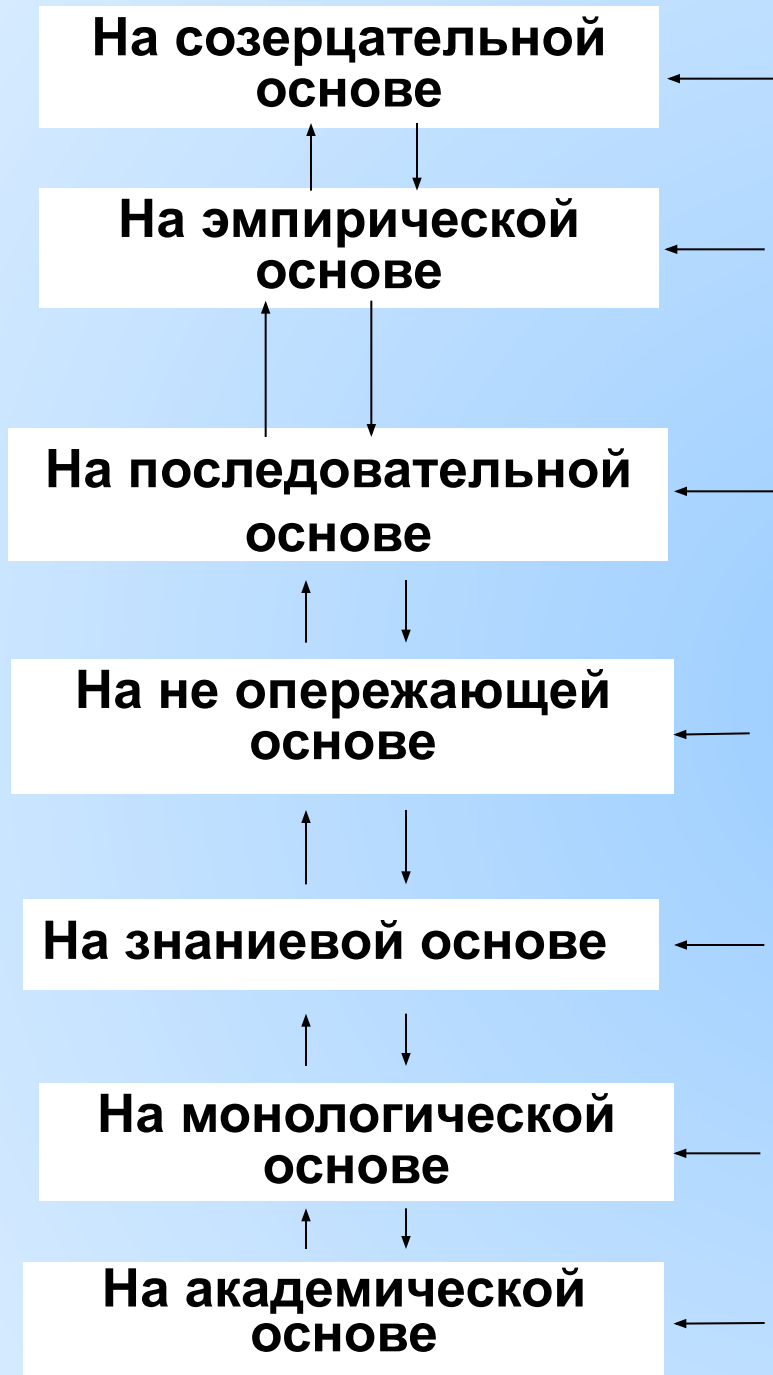 На созерцательной
основе
На эмпирической
основе
На последовательной
основе
На не опережающей
основе
На знаниевой основе
На монологической
основе
На академической
основе